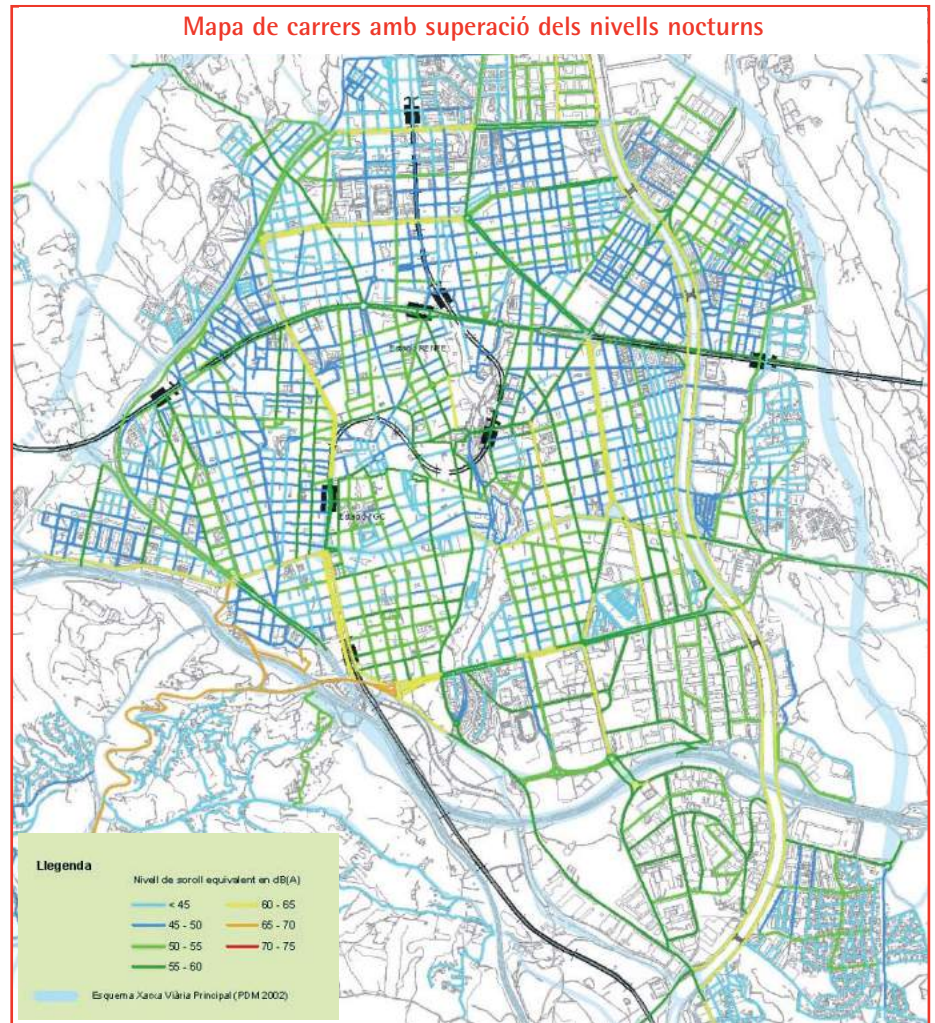 Mapa de carrers amb superació dels nivells nocturns
Estació RENFE
Estació FGC
Llegenda
Nivell de soroll equivalent en dB(A)
< 45
60 - 65
45 - 50
65 - 70
50 - 55
70 - 75
55 - 60
Esquema Xarxa Viària Principal (PDM 2002)